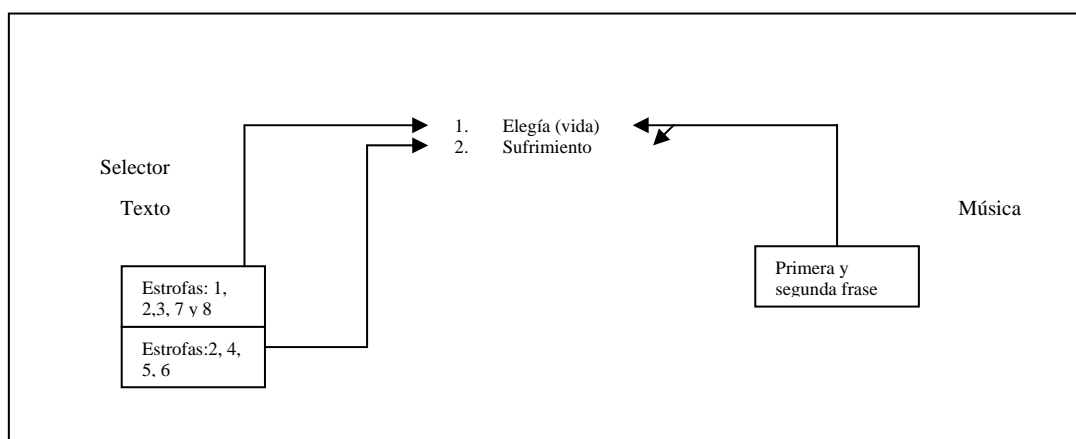 1. Elegía (vida)
2. Sufrimiento
Selector
Texto
Música
Primera y
segunda frase
Estrofas: 1,
2,3, 7 y 8
Estrofas:2, 4,
5, 6